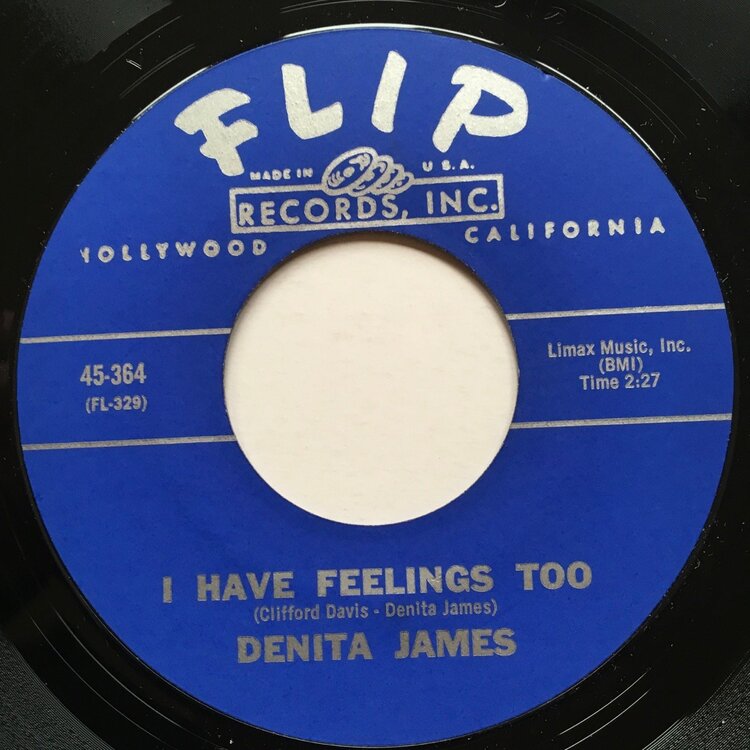 FLIP
MADE IN U.S.A.
RECORDS, INC.
HOLLYWOOD CALIFORNIA
45-364
(FL-329)
Limax Music, Inc.
(BMI)
Time 2:27
I HAVE FEELINGS TOO
(Clifford Davis - Denita James)
DENITA JAMES